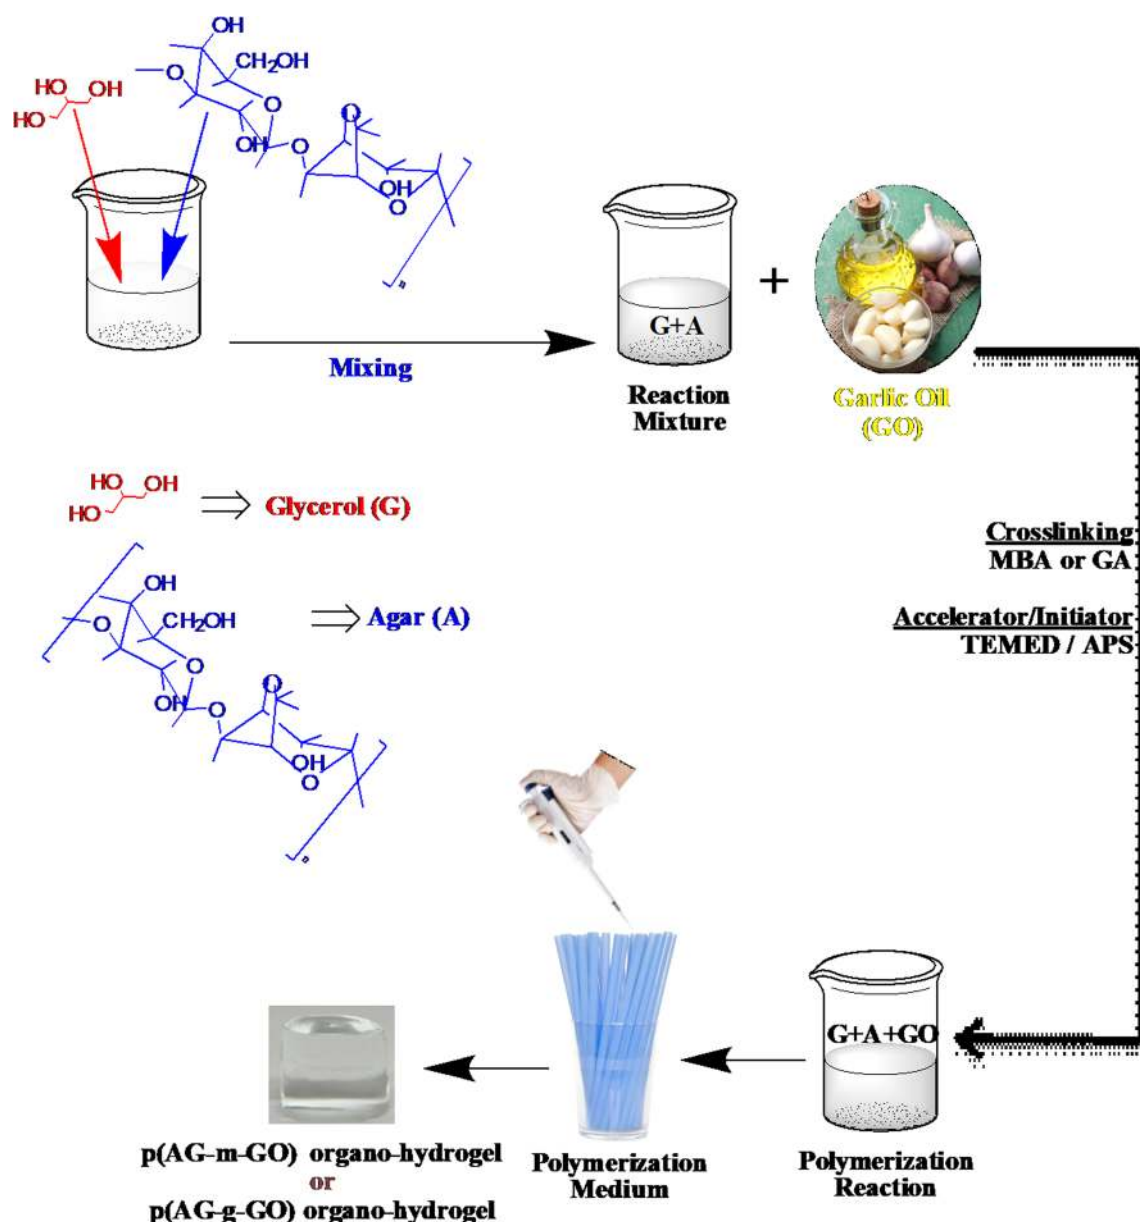 OH
CH₂OH
HO
OH
HO
O
O
O
OH
O
OH
O
n
G+A
+
Mixing
Reaction
Mixture
Garlic Oil
(GO)
HO
OH
HO
Glycerol (G)
Crosslinking
MBA or GA
OH
CH₂OH
O
Agar (A)
Accelerator/Initiator
TEMED / APS
O
O
OH
O
OH
O
n
G+A+GO
p(AG-m-GO) organo-hydrogel
or
p(AG-g-GO) organo-hydrogel
Polymerization
Medium
Polymerization
Reaction